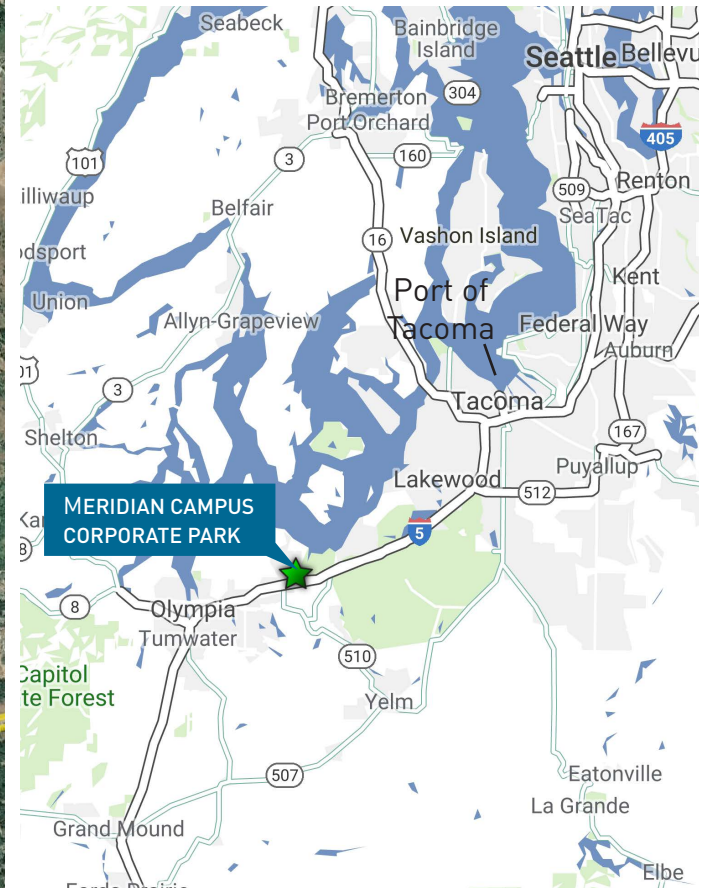 Seabeck
Bainbridge
Island
Seattle
Bellevu
Bremerton
304
Port Orchard
405
101
3
160
illiwaup
509
Renton
Belfair
SeaTac
16
Vashon Island
odsport
Kent
Union
Port of
Tacoma
Allyn-Grapeview
Federal Way
Auburn
01
3
Tacoma
Shelton
167
Lakewood
Puyallup
512
MERIDIAN CAMPUS
CORPORATE PARK
Ka
5
8
8
Olympia
Tumwater
510
Capitol
te Forest
Yelm
507
Eatonville
La Grande
Grand Mound
Elbe